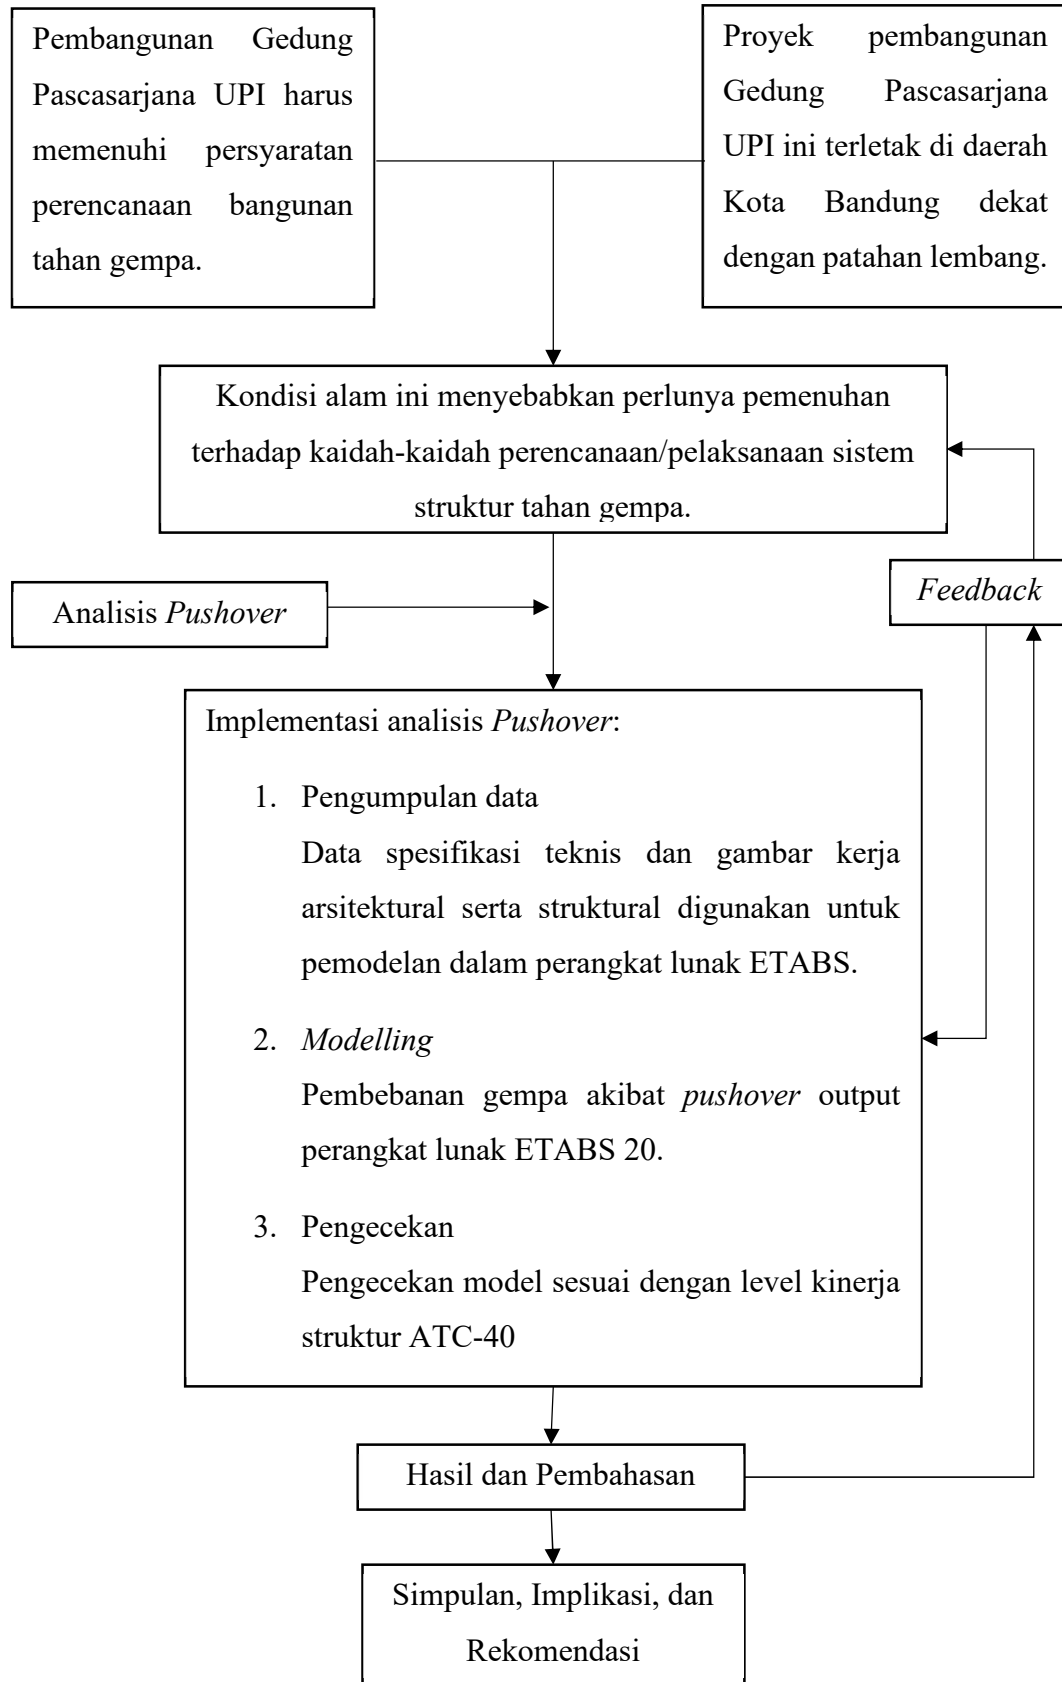 Pembangunan Gedung
Pascasarjana UPI harus
memenuhi persyaratan
perencanaan bangunan
tahan gempa.
Proyek pembangunan
Gedung Pascasarjana
UPI ini terletak di daerah
Kota Bandung dekat
dengan patahan lembang.
Kondisi alam ini menyebabkan perlunya pemenuhan
terhadap kaidah-kaidah perencanaan/pelaksanaan sistem
struktur tahan gempa.
Analisis Pushover
Feedback
Implementasi analisis Pushover:
1. Pengumpulan data
Data spesifikasi teknis dan gambar kerja
arsitektural serta struktural digunakan untuk
pemodelan dalam perangkat lunak ETABS.
2. Modelling
Pembebanan gempa akibat pushover output
perangkat lunak ETABS 20.
3. Pengecekan
Pengecekan model sesuai dengan level kinerja
struktur ATC-40
Hasil dan Pembahasan
Simpulan, Implikasi, dan
Rekomendasi